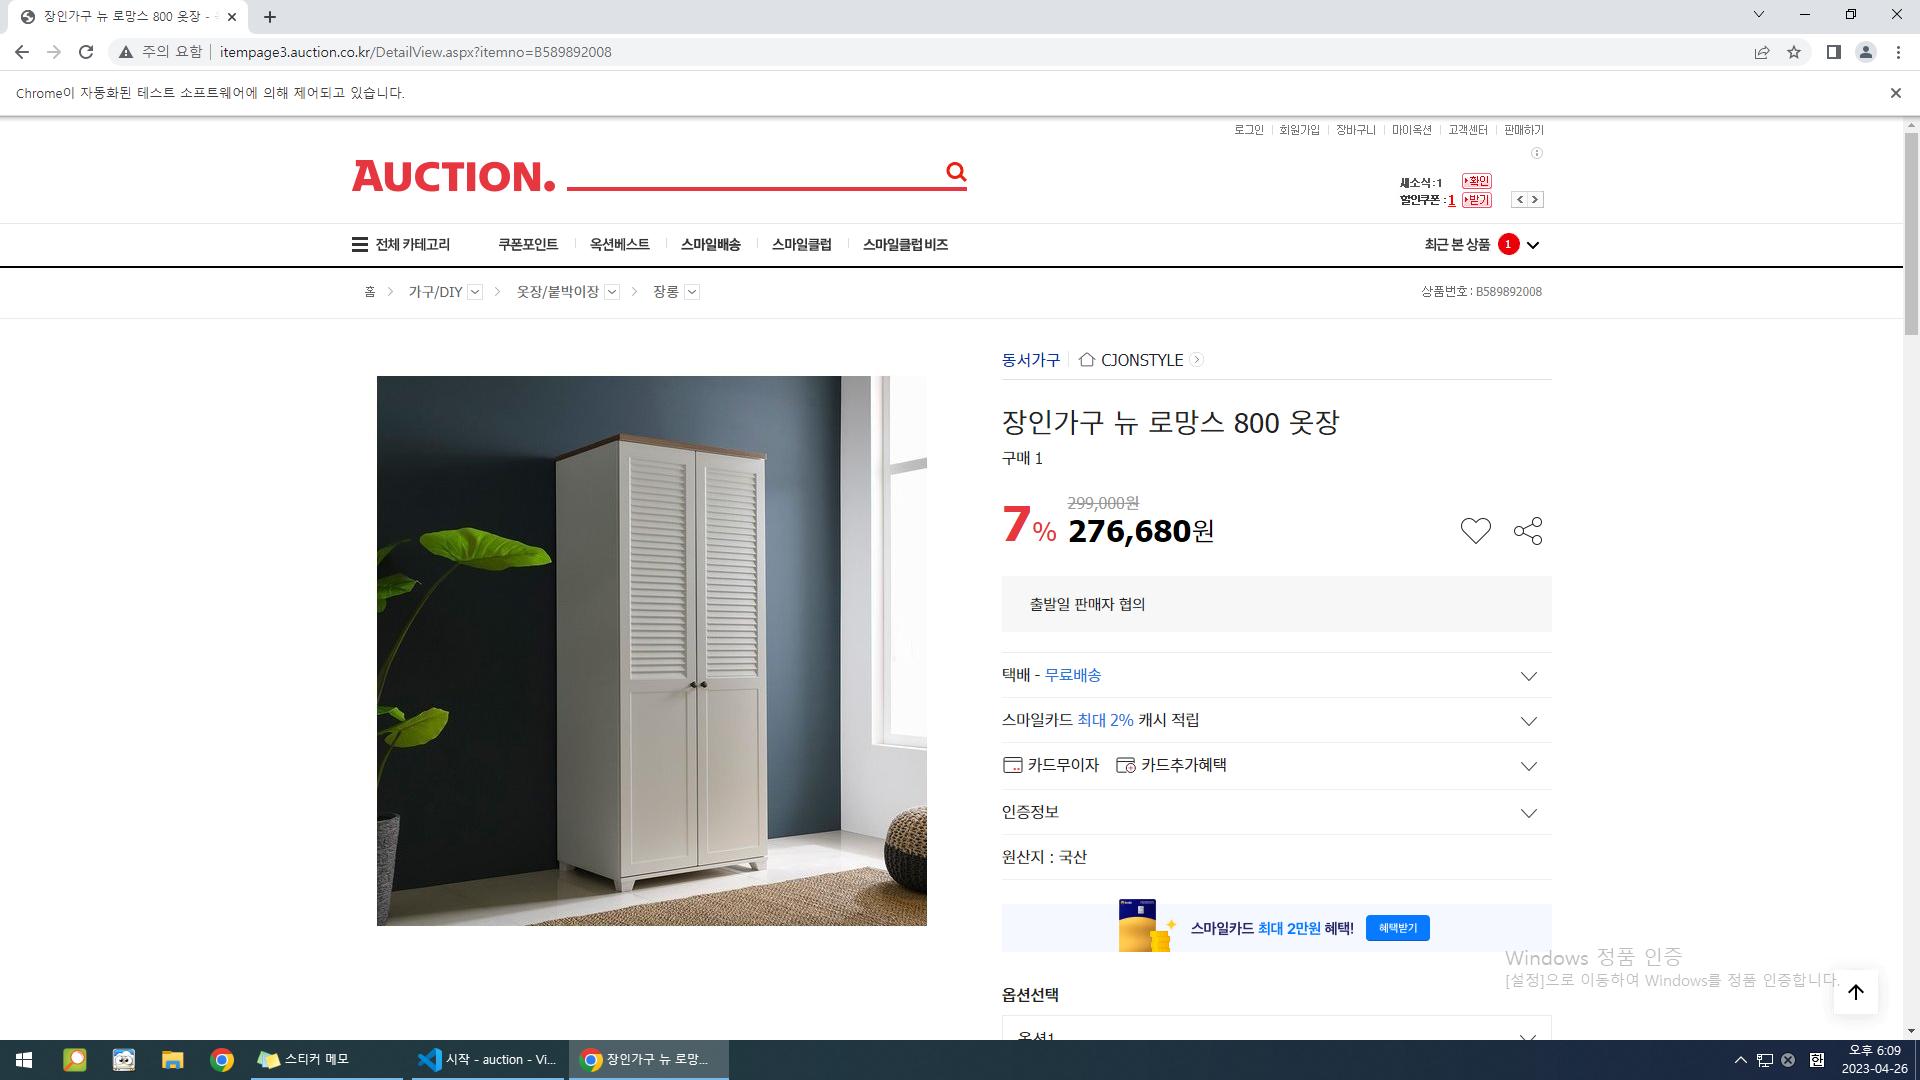 장인가구 뉴 로망스 800 옷장 -
주의 요함
itempage3.auction.co.kr/DetailView.aspx?itemno=B589892008
Chrome이 자동화된 테스트 소프트웨어에 의해 제어되고 있습니다.
로그인 회원가입 장바구니 마이옥션 고객센터 판매하기
AUCTION.
새소식 : 1 확인
할인쿠폰 : 1 받기
전체 카테고리 쿠폰포인트 옥션베스트 스마일배송 스마일클럽 스마일클럽 비즈
최근 본 상품 1
홈 > 가구/DIY > 옷장/붙박이장 > 장롱
상품번호 : B589892008
동서가구 CJONSTYLE
장인가구 뉴 로망스 800 옷장
구매 1
299,000원
7% 276,680원
출발일 판매자 협의
택배 - 무료배송
스마일카드 최대 2% 캐시 적립
카드무이자 카드추가혜택
인증정보
원산지 : 국산
스마일카드 최대 2만원 혜택! 혜택받기
Windows 정품 인증
[설정]으로 이동하여 Windows를 정품 인증합니다.
옵션선택
옵션1
스티커 메모
시작 - auction - Vi...
장인가구 뉴 로망...
한
오후 6:09
2023-04-26